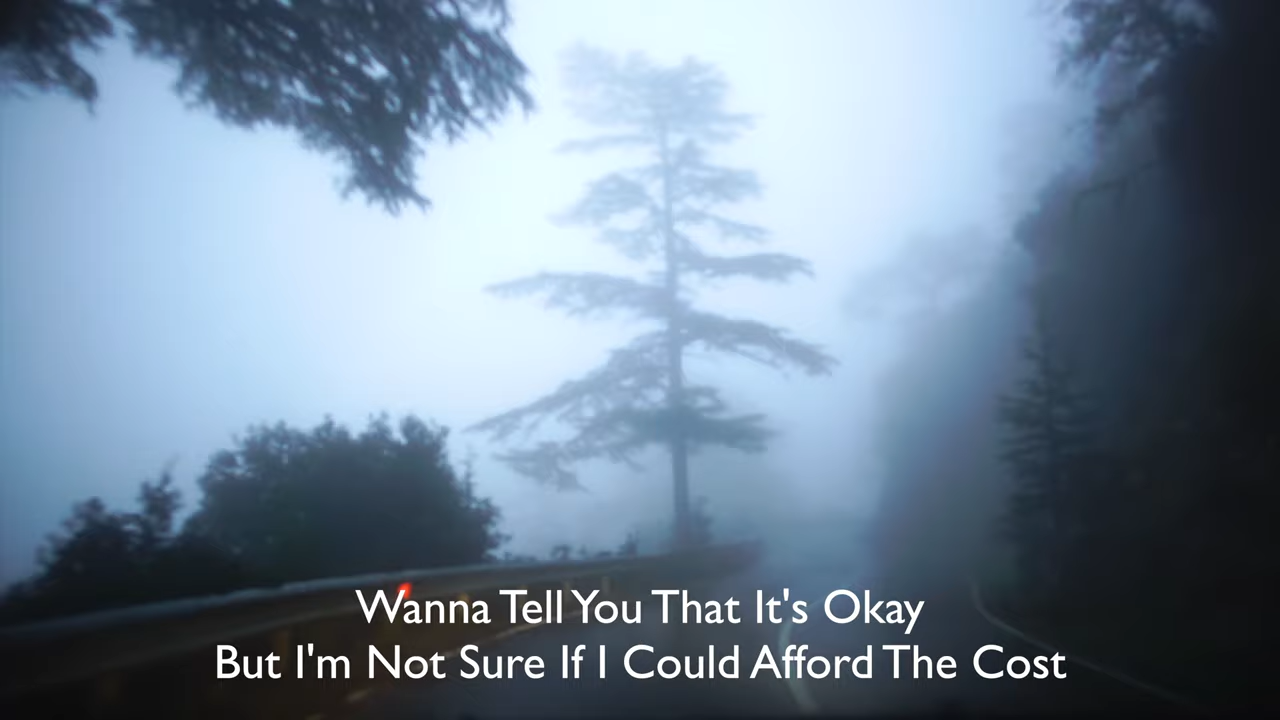 Wanna Tell You That It's Okay
But I'm Not Sure If I Could Afford The Cost